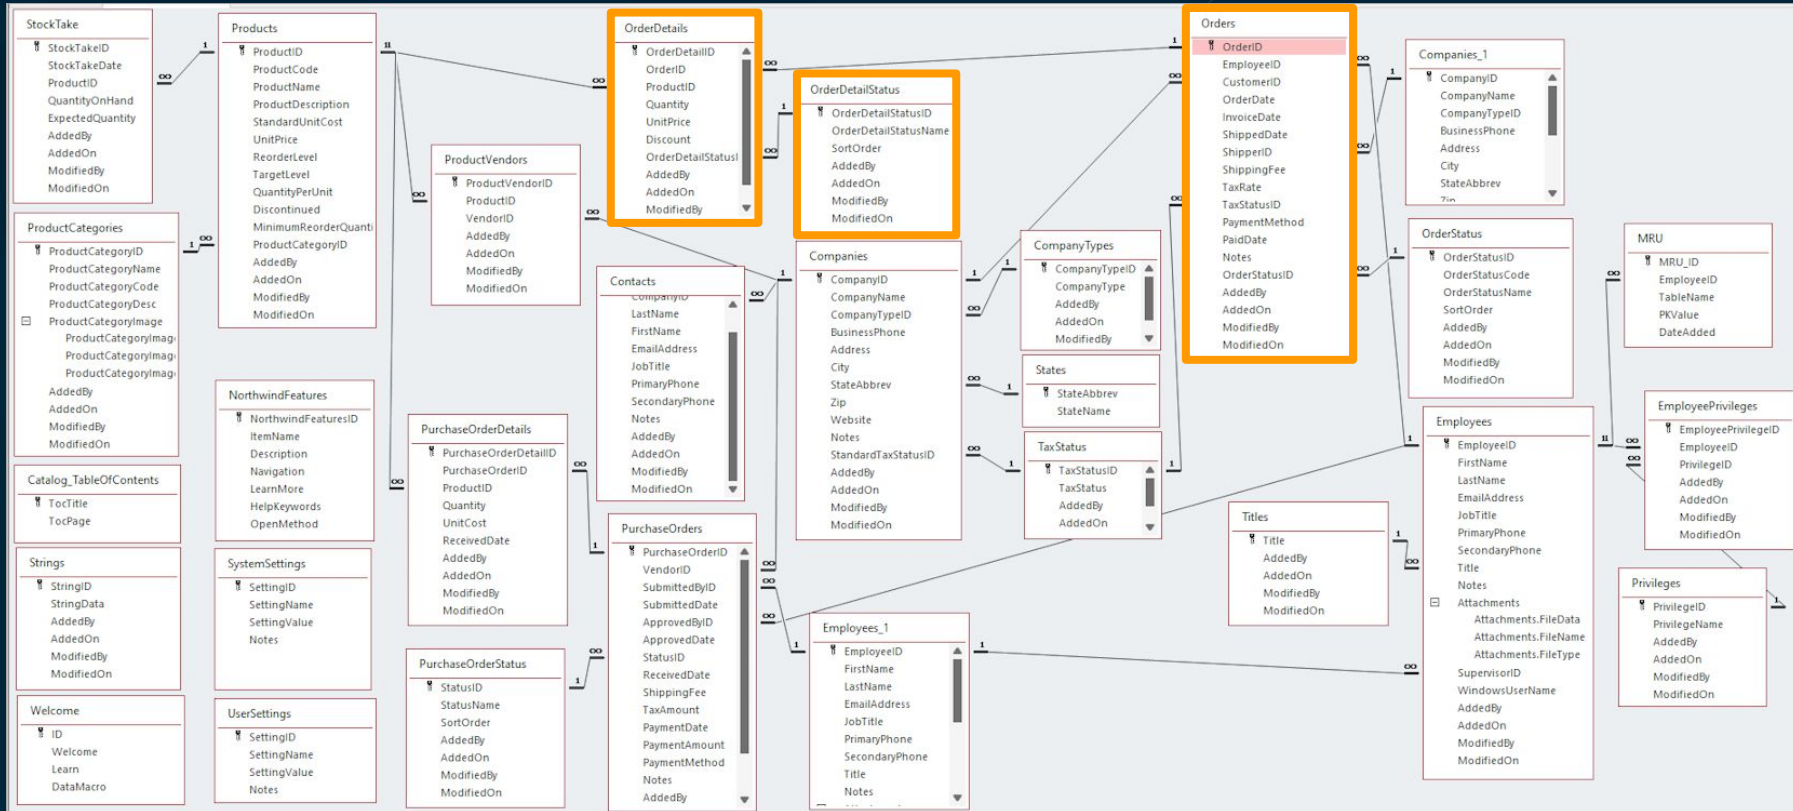 StockTake
StockTakeID
StockTakeDate
ProductID
QuantityOnHand
ExpectedQuantity
AddedBy
AddedOn
ModifiedBy
ModifiedOn
Products
ProductID
ProductCode
ProductName
ProductDescription
StandardUnitCost
UnitPrice
ReorderLevel
TargetLevel
QuantityPerUnit
Discontinued
MinimumReorderQuanti
ProductCategoryID
AddedBy
AddedOn
ModifiedBy
ModifiedOn
OrderDetails
OrderDetailID
OrderID
ProductID
Quantity
UnitPrice
Discount
OrderDetailStatusI
AddedBy
AddedOn
ModifiedBy
OrderDetailStatus
OrderDetailStatusID
OrderDetailStatusName
SortOrder
AddedBy
AddedOn
ModifiedBy
ModifiedOn
Orders
OrderID
EmployeeID
CustomerID
OrderDate
InvoiceDate
ShippedDate
ShipperID
ShippingFee
TaxRate
TaxStatusID
PaymentMethod
PaidDate
Notes
OrderStatusID
AddedBy
AddedOn
ModifiedBy
ModifiedOn
Companies_1
CompanyID
CompanyName
CompanyTypeID
BusinessPhone
Address
City
StateAbbrev
Zip
ProductVendors
ProductVendorID
ProductID
VendorID
AddedBy
AddedOn
ModifiedBy
ModifiedOn
ProductCategories
ProductCategoryID
ProductCategoryName
ProductCategoryCode
ProductCategoryDesc
ProductCategoryImage
ProductCategoryImag
ProductCategoryImag
ProductCategoryImag
AddedBy
AddedOn
ModifiedBy
ModifiedOn
Contacts
CompanyID
LastName
FirstName
EmailAddress
JobTitle
PrimaryPhone
SecondaryPhone
Notes
AddedBy
AddedOn
ModifiedBy
ModifiedOn
Companies
CompanyID
CompanyName
CompanyTypeID
BusinessPhone
Address
City
StateAbbrev
Zip
Website
Notes
StandardTaxStatusID
AddedBy
AddedOn
ModifiedBy
ModifiedOn
CompanyTypes
CompanyTypeID
CompanyType
AddedBy
AddedOn
ModifiedBy
States
StateAbbrev
StateName
TaxStatus
TaxStatusID
TaxStatus
AddedBy
AddedOn
OrderStatus
OrderStatusID
OrderStatusCode
OrderStatusName
SortOrder
AddedBy
AddedOn
ModifiedBy
ModifiedOn
MRU
MRU_ID
EmployeeID
TableName
PKValue
DateAdded
NorthwindFeatures
NorthwindFeaturesID
ItemName
Description
Navigation
LearnMore
HelpKeywords
OpenMethod
PurchaseOrderDetails
PurchaseOrderDetailID
PurchaseOrderID
ProductID
Quantity
UnitCost
ReceivedDate
AddedBy
AddedOn
ModifiedBy
ModifiedOn
Employees
EmployeeID
FirstName
LastName
EmailAddress
JobTitle
PrimaryPhone
SecondaryPhone
Title
Notes
Attachments
Attachments.FileData
Attachments.FileName
Attachments.FileType
SupervisorID
WindowsUserName
AddedBy
AddedOn
ModifiedBy
ModifiedOn
EmployeePrivileges
EmployeePrivilegeID
EmployeeID
PrivilegeID
AddedBy
AddedOn
ModifiedBy
ModifiedOn
Catalog_TableOfContents
TocTitle
TocPage
Strings
StringID
StringData
AddedBy
AddedOn
ModifiedBy
ModifiedOn
SystemSettings
SettingID
SettingName
SettingValue
Notes
PurchaseOrders
PurchaseOrderID
VendorID
SubmittedByID
SubmittedDate
ApprovedByID
ApprovedDate
StatusID
ReceivedDate
ShippingFee
TaxAmount
PaymentDate
PaymentAmount
PaymentMethod
Notes
AddedBy
Titles
Title
AddedBy
AddedOn
ModifiedBy
ModifiedOn
Privileges
PrivilegeID
PrivilegeName
AddedBy
AddedOn
ModifiedBy
ModifiedOn
Employees_1
EmployeeID
FirstName
LastName
EmailAddress
JobTitle
PrimaryPhone
SecondaryPhone
Title
Notes
PurchaseOrderStatus
StatusID
StatusName
SortOrder
AddedBy
AddedOn
ModifiedBy
ModifiedOn
Welcome
ID
Welcome
Learn
DataMacro
UserSettings
SettingID
SettingName
SettingValue
Notes